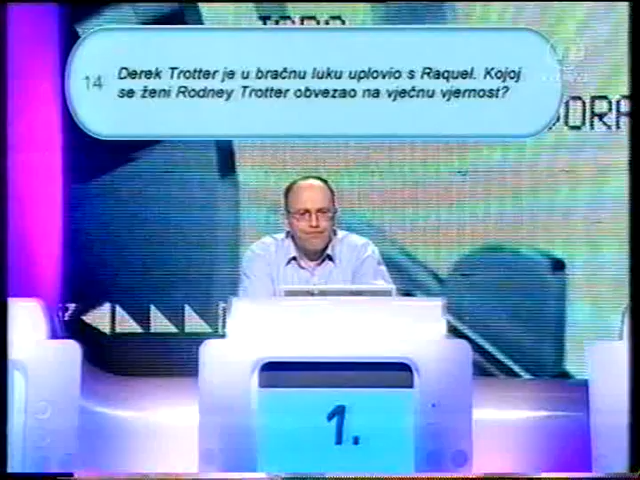 14
Derek Trotter je u bračnu luku uplovio s Raquel. Kojoj
se ženi Rodney Trotter obvezao na vječnu vjernost?
1.